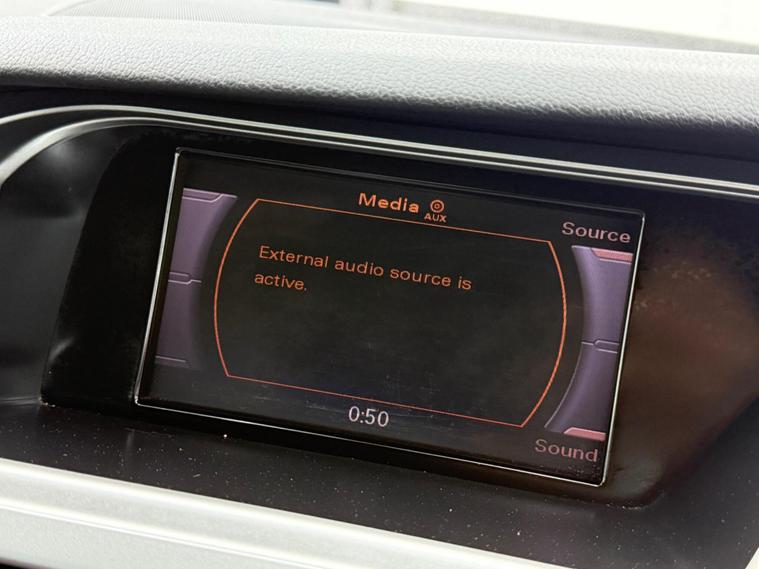 Media
AUX
Source
External audio source is
active.
0:50
Sound